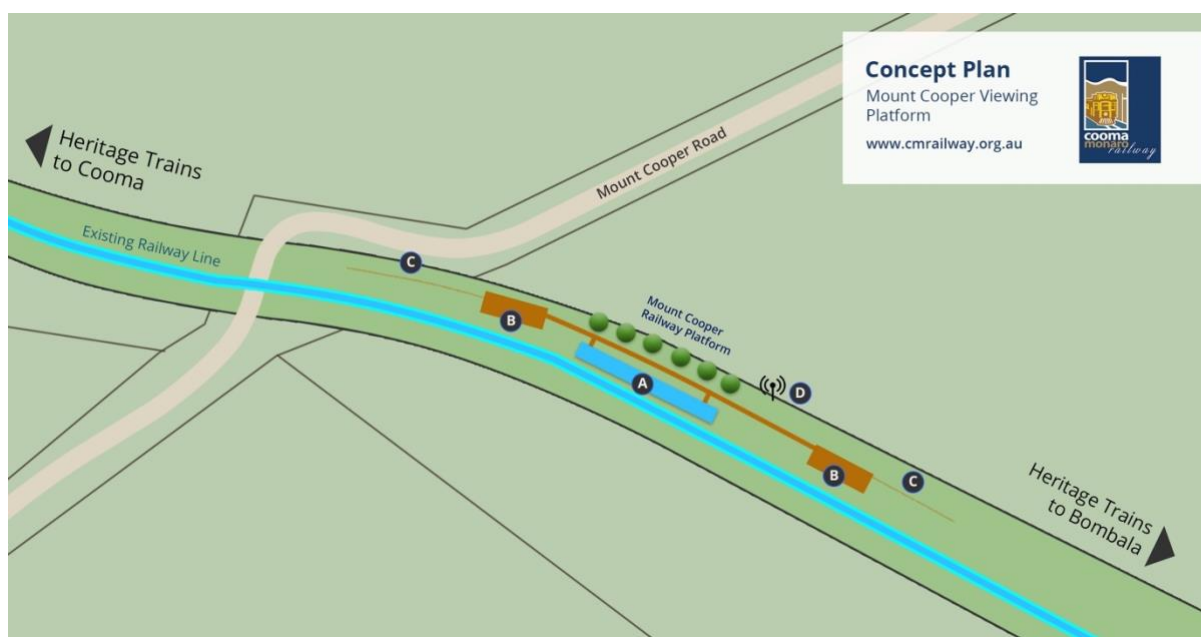 Concept Plan
Mount Cooper Viewing
Platform
www.cmrailway.org.au
cooma
monaro
railway
Heritage Trains
to Cooma
Mount Cooper Road
Existing Railway Line
C
B
Mount Cooper
Railway Platform
A
D
B
C
Heritage Trains
to Bombala